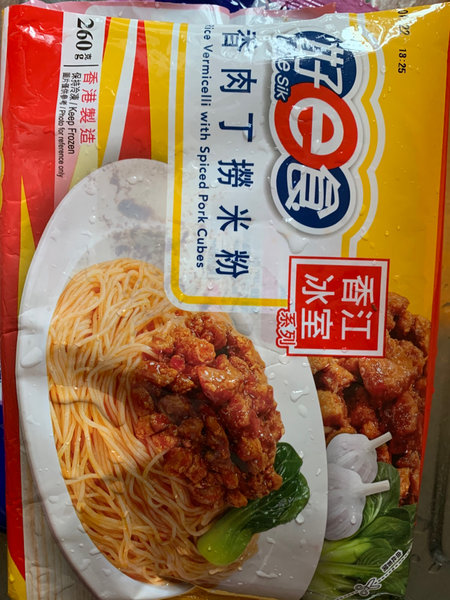 18:25
好e食
e Sik
香肉丁撈米粉
Rice Vermicelli with Spiced Pork Cubes
香江
冰室
系列
260克
g
香港製造
保持冷凍 / Keep Frozen
圖片僅供參考 / Photo for reference only